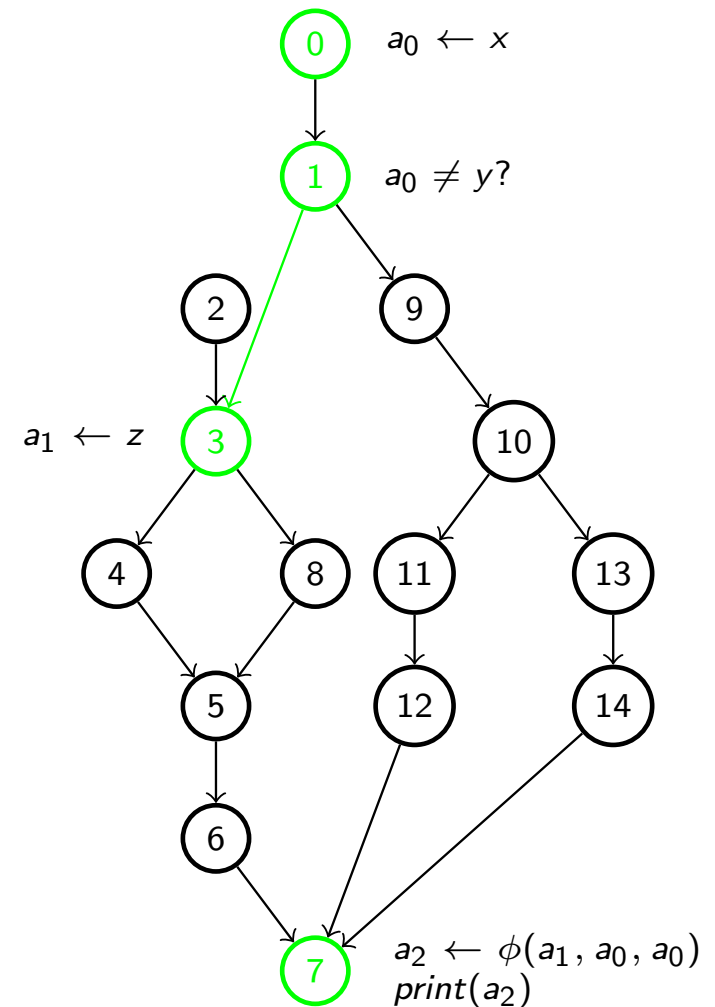 0 a₀ ← x
1 a₀ ≠ y?
2 9
a₁ ← z 3 10
4 8 11 13
5 12 14
6
7 a₂ ← ϕ(a₁, a₀, a₀)
print(a₂)